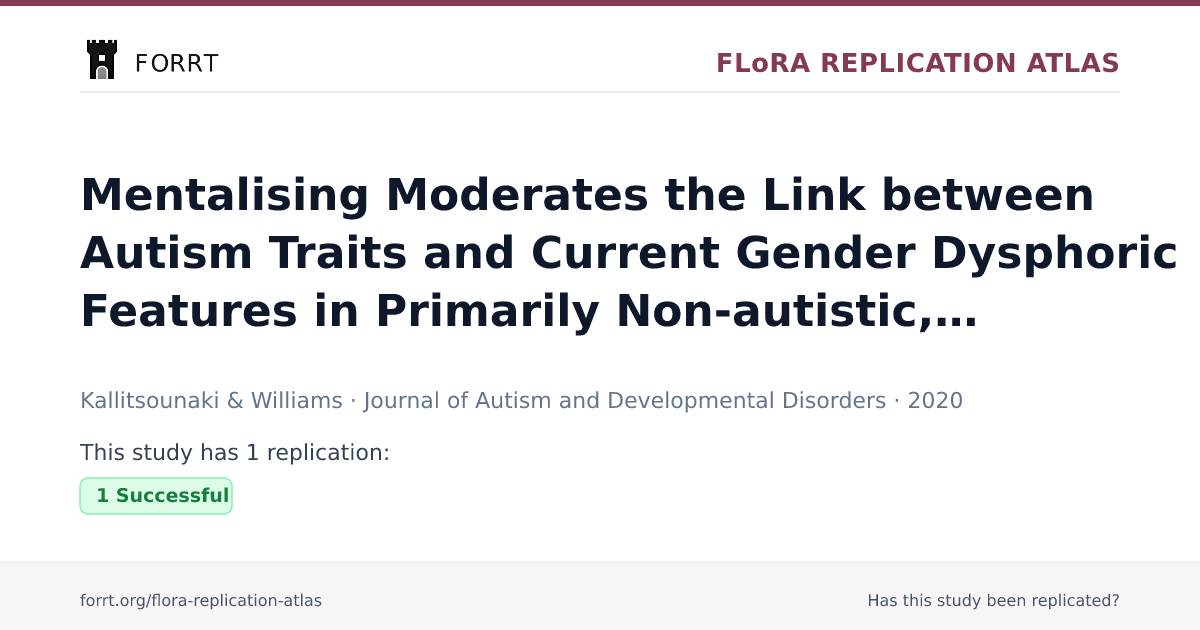 FORRT
FLoRA REPLICATION ATLAS
Mentalising Moderates the Link between
Autism Traits and Current Gender Dysphoric
Features in Primarily Non-autistic,…
Kallitsounaki & Williams · Journal of Autism and Developmental Disorders · 2020
This study has 1 replication:
1 Successful
forrt.org/flora-replication-atlas
Has this study been replicated?